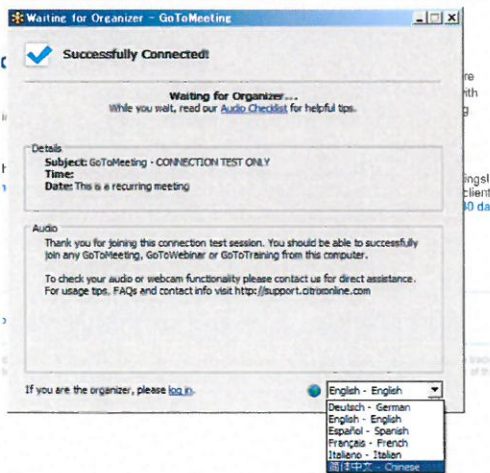 Waiting for Organizer - GoToMeeting
Successfully Connected!
Waiting for Organizer...
While you wait, read our Audio Checklist for helpful tips.
Details
Subject: GoToMeeting - CONNECTION TEST ONLY
Time:
Date: This is a recurring meeting
Audio
Thank you for joining this connection test session. You should be able to successfully
join any GoToMeeting, GoToWebinar or GoToTraining from this computer.
To check your audio or webcam functionality please contact us for direct assistance.
For usage tips, FAQs and contact info visit http://support.citrixonline.com
If you are the organizer, please log in.
English - English
Deutsch - German
English - English
Español - Spanish
Français - French
Italiano - Italian
简体中文 - Chinese